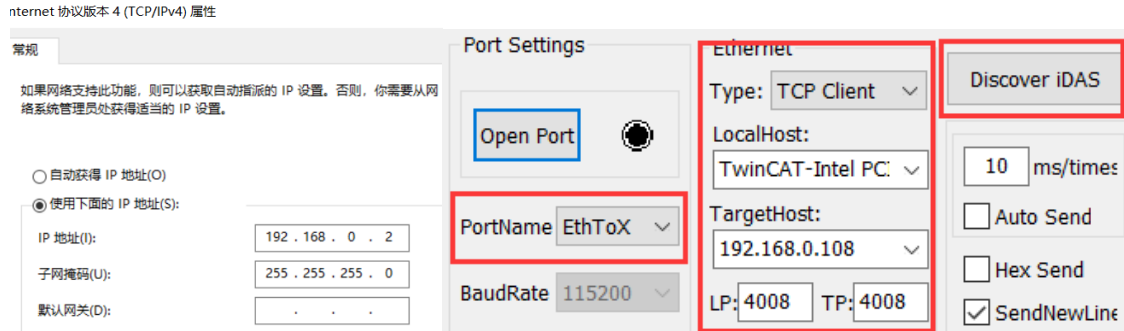 nternet 协议版本 4 (TCP/IPv4) 属性
常规
如果网络支持此功能，则可以获取自动指派的 IP 设置。否则，你需要从网
络系统管理员处获得适当的 IP 设置。
自动获得 IP 地址(O)
使用下面的 IP 地址(S):
IP 地址(I):
192 . 168 . 0 . 2
子网掩码(U):
255 . 255 . 255 . 0
默认网关(D):
. . .
Port Settings
Open Port
PortName
EthToX
BaudRate
115200
Ethernet
Type:
TCP Client
LocalHost:
TwinCAT-Intel PC
TargetHost:
192.168.0.108
LP:
4008
TP:
4008
Discover iDAS
10
ms/times
Auto Send
Hex Send
SendNewLine